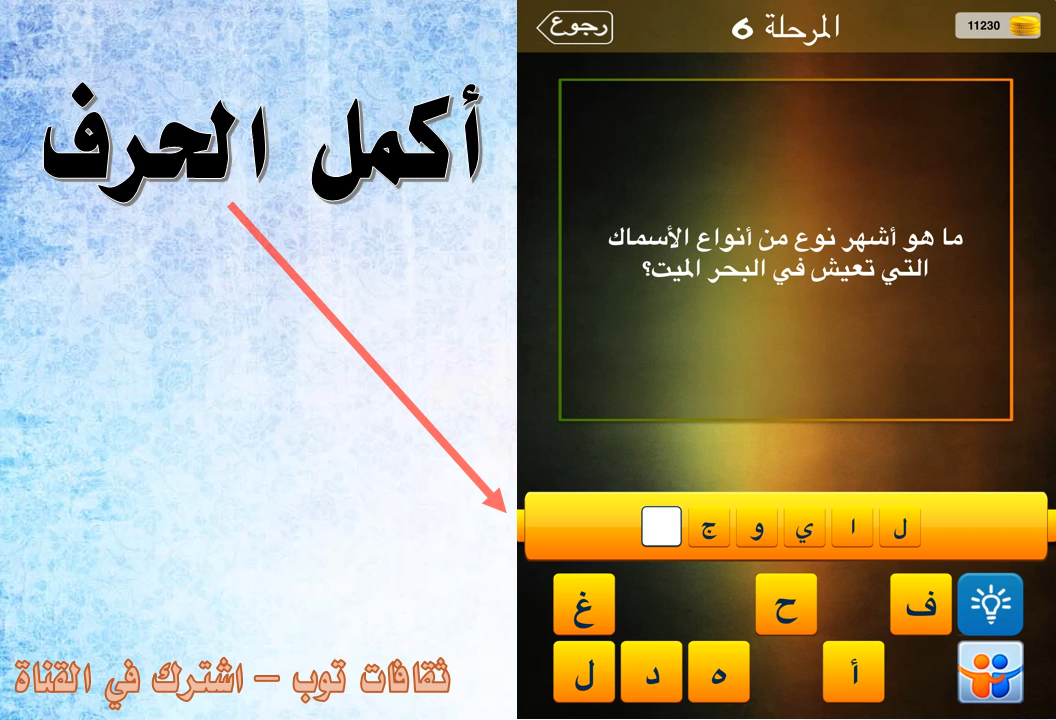 أكمل الحرف
ثقافات توب – اشترك في القناة
رجوع
المرحلة 6
11230
ما هو أشهر نوع من أنواع الأسماك
التي تعيش في البحر الميت؟
ل ا ي و ج
ف ح غ
أ ه د ل